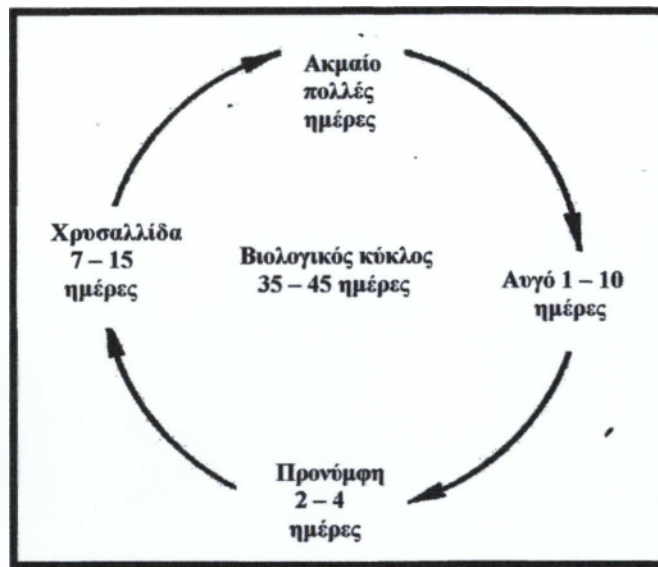 Ακμαίο
πολλές
ημέρες
Χρυσαλλίδα
7 – 15
ημέρες
Βιολογικός κύκλος
35 – 45 ημέρες
Αυγό 1 – 10
ημέρες
Προνύμφη
2 – 4
ημέρες